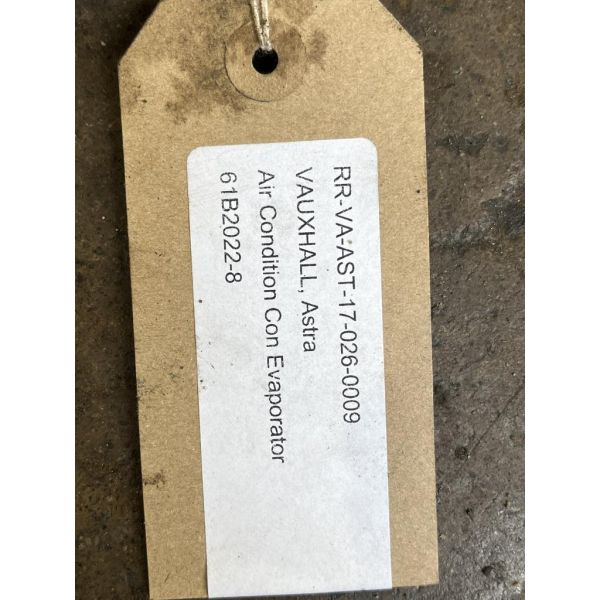 RR-VA-AST-17-026-0009
VAUXHALL, Astra
Air Condition Con Evaporator
61B2022-8